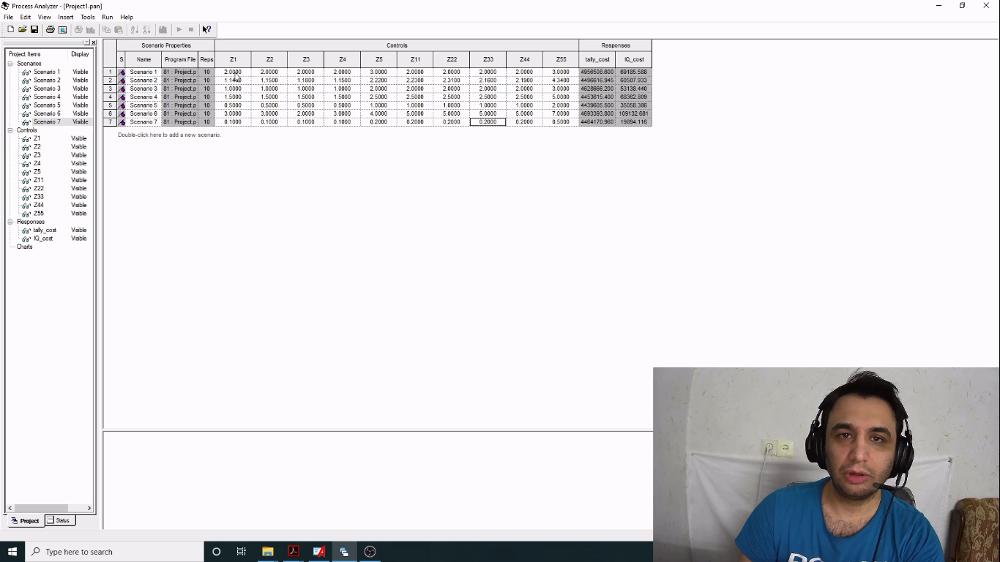 Process Analyzer - [Project1.pan]
File Edit View Insert Tools Run Help
Project Items Display
Scenarios
Scenario 1 Visible
Scenario 2 Visible
Scenario 3 Visible
Scenario 4 Visible
Scenario 5 Visible
Scenario 6 Visible
Scenario 7 Visible
Controls
Z1 Visible
Z2 Visible
Z3 Visible
Z4 Visible
Z5 Visible
Z11 Visible
Z22 Visible
Z33 Visible
Z44 Visible
Z55 Visible
Responses
tally_cost Visible
IQ_cost Visible
Charts
Project Status
Scenario Properties Controls Responses
S Name Program File Reps Z1 Z2 Z3 Z4 Z5 Z11 Z22 Z33 Z44 Z55 tally_cost IQ_cost
1 Scenario 1 81 : Project.p 10 2.0000 2.0000 2.0000 2.0000 3.0000 2.0000 2.0000 2.0000 2.0000 3.0000 4956508.600 69185.588
2 Scenario 2 81 : Project.p 10 1.1500 1.1800 1.1500 2.2200 2.2300 2.3100 2.1600 2.1900 4.3400 4496616.945 60507.933
3 Scenario 3 81 : Project.p 10 1.0000 1.0000 1.0000 1.0000 2.0000 2.0000 2.0000 2.0000 2.0000 3.0000 4628666.200 53138.440
4 Scenario 4 81 : Project.p 10 1.5000 1.5000 1.5000 1.5000 2.5000 2.5000 2.5000 2.5000 2.5000 5.0000 4453615.400 68362.809
5 Scenario 5 81 : Project.p 10 0.5000 0.5000 0.5000 0.5000 1.0000 1.0000 1.0000 1.0000 1.0000 2.0000 4439605.500 35058.386
6 Scenario 6 81 : Project.p 10 3.0000 3.0000 2.0000 3.0000 4.0000 5.0000 5.0000 5.0000 5.0000 7.0000 4693393.800 109132.681
7 Scenario 7 81 : Project.p 10 0.1000 0.1000 0.1000 0.1000 0.2000 0.2000 0.2000 0.2000 0.2000 0.5000 4464170.960 19894.116
Double-click here to add a new scenario.
Type here to search